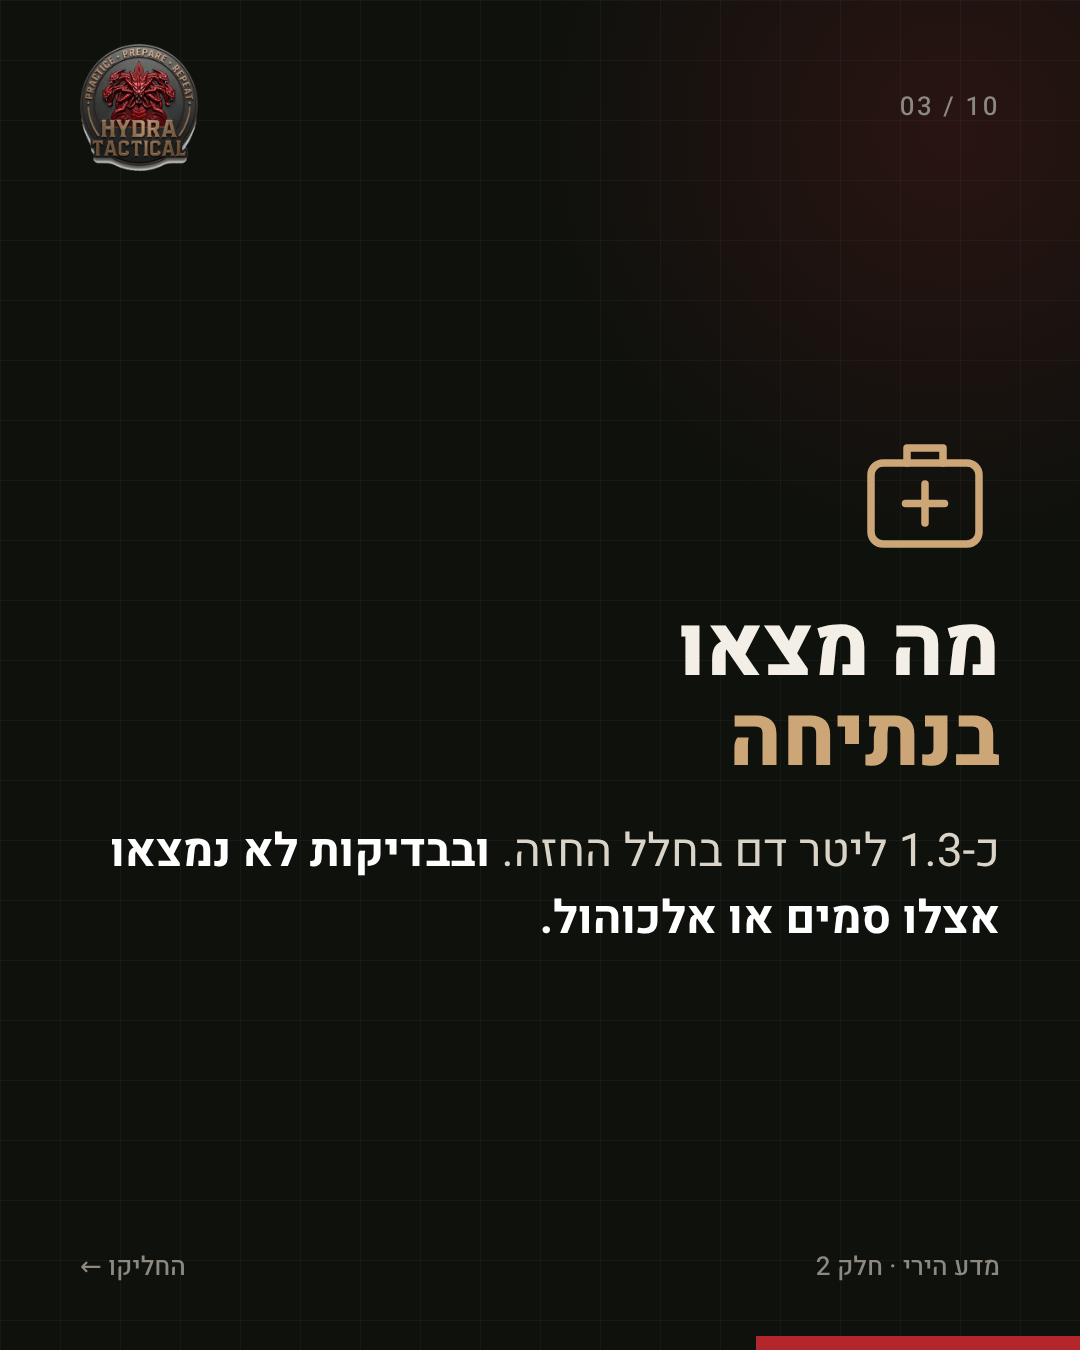 PRACTICE · PREPARE · REPEAT
HYDRA
TACTICAL
03 / 10
מה מצאו
בנתיחה
כ-1.3 ליטר דם בחלל החזה. ובבדיקות לא נמצאו
אצלו סמים או אלכוהול.
מדע הירי · חלק 2
החליקו ←